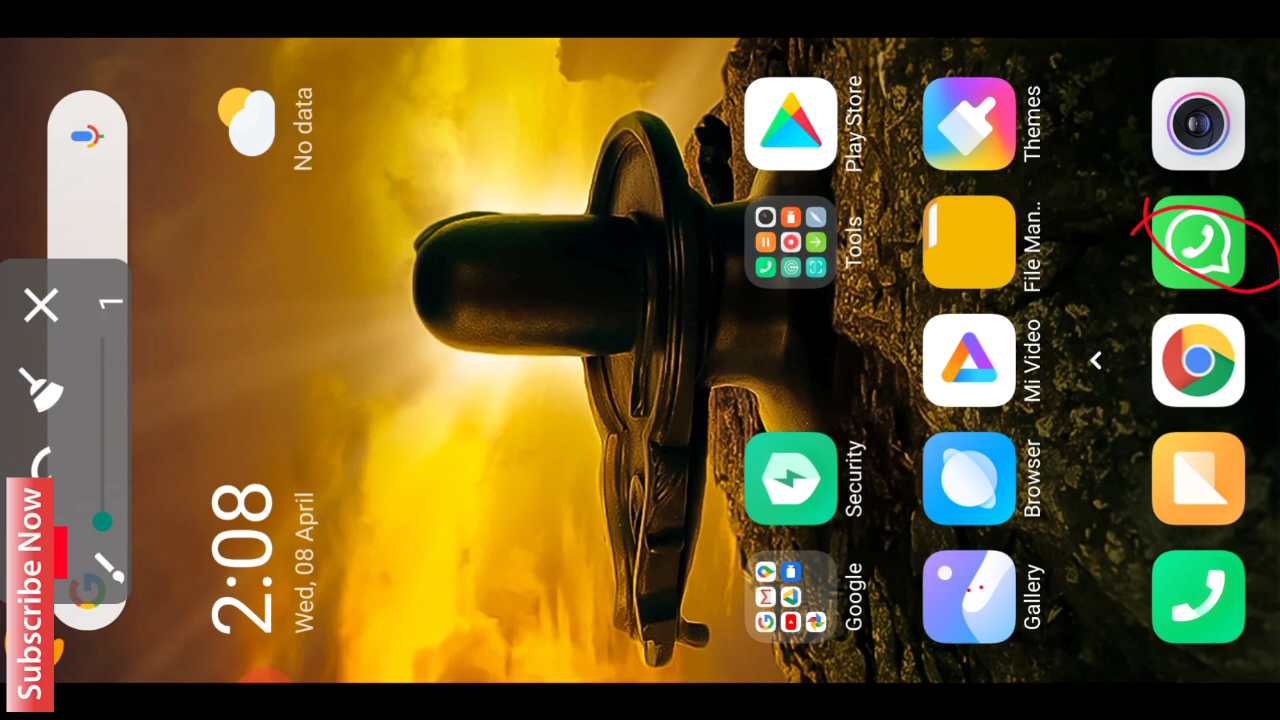 1
2:08
Wed, 08 April
No data
Google
Security
Tools
Play Store
Gallery
Browser
Mi Video
File Man..
Themes
Subscribe Now